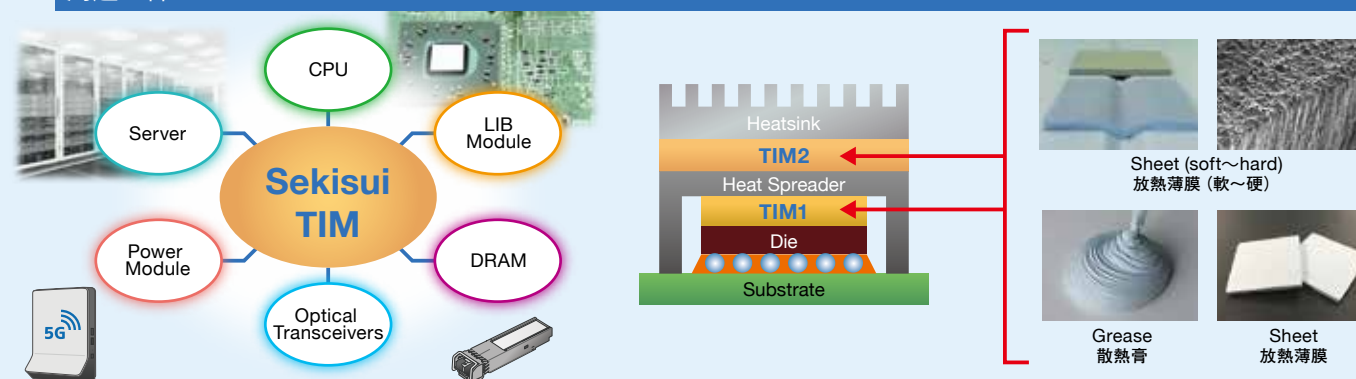 CPU
Server
LIB
Module
Sekisui
TIM
Power
Module
DRAM
Optical
Transceivers
5G
Heatsink
TIM2
Heat Spreader
TIM1
Die
Substrate
Sheet (soft～hard)
放熱薄膜（軟～硬）
Grease
散熱膏
Sheet
放熱薄膜